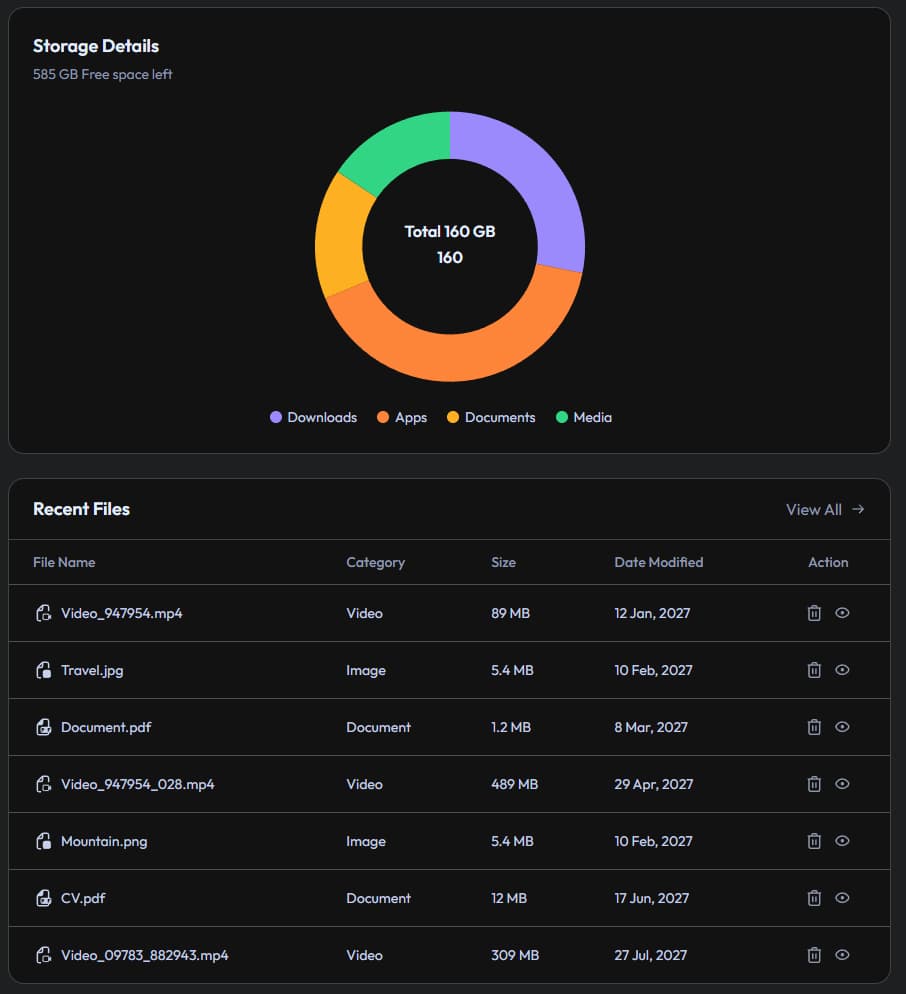 Storage Details
585 GB Free space left
Total 160 GB
160
Downloads Apps Documents Media
Recent Files View All →
File Name Category Size Date Modified Action
Video_947954.mp4 Video 89 MB 12 Jan, 2027
Travel.jpg Image 5.4 MB 10 Feb, 2027
Document.pdf Document 1.2 MB 8 Mar, 2027
Video_947954_028.mp4 Video 489 MB 29 Apr, 2027
Mountain.png Image 5.4 MB 10 Feb, 2027
CV.pdf Document 12 MB 17 Jun, 2027
Video_09783_882943.mp4 Video 309 MB 27 Jul, 2027